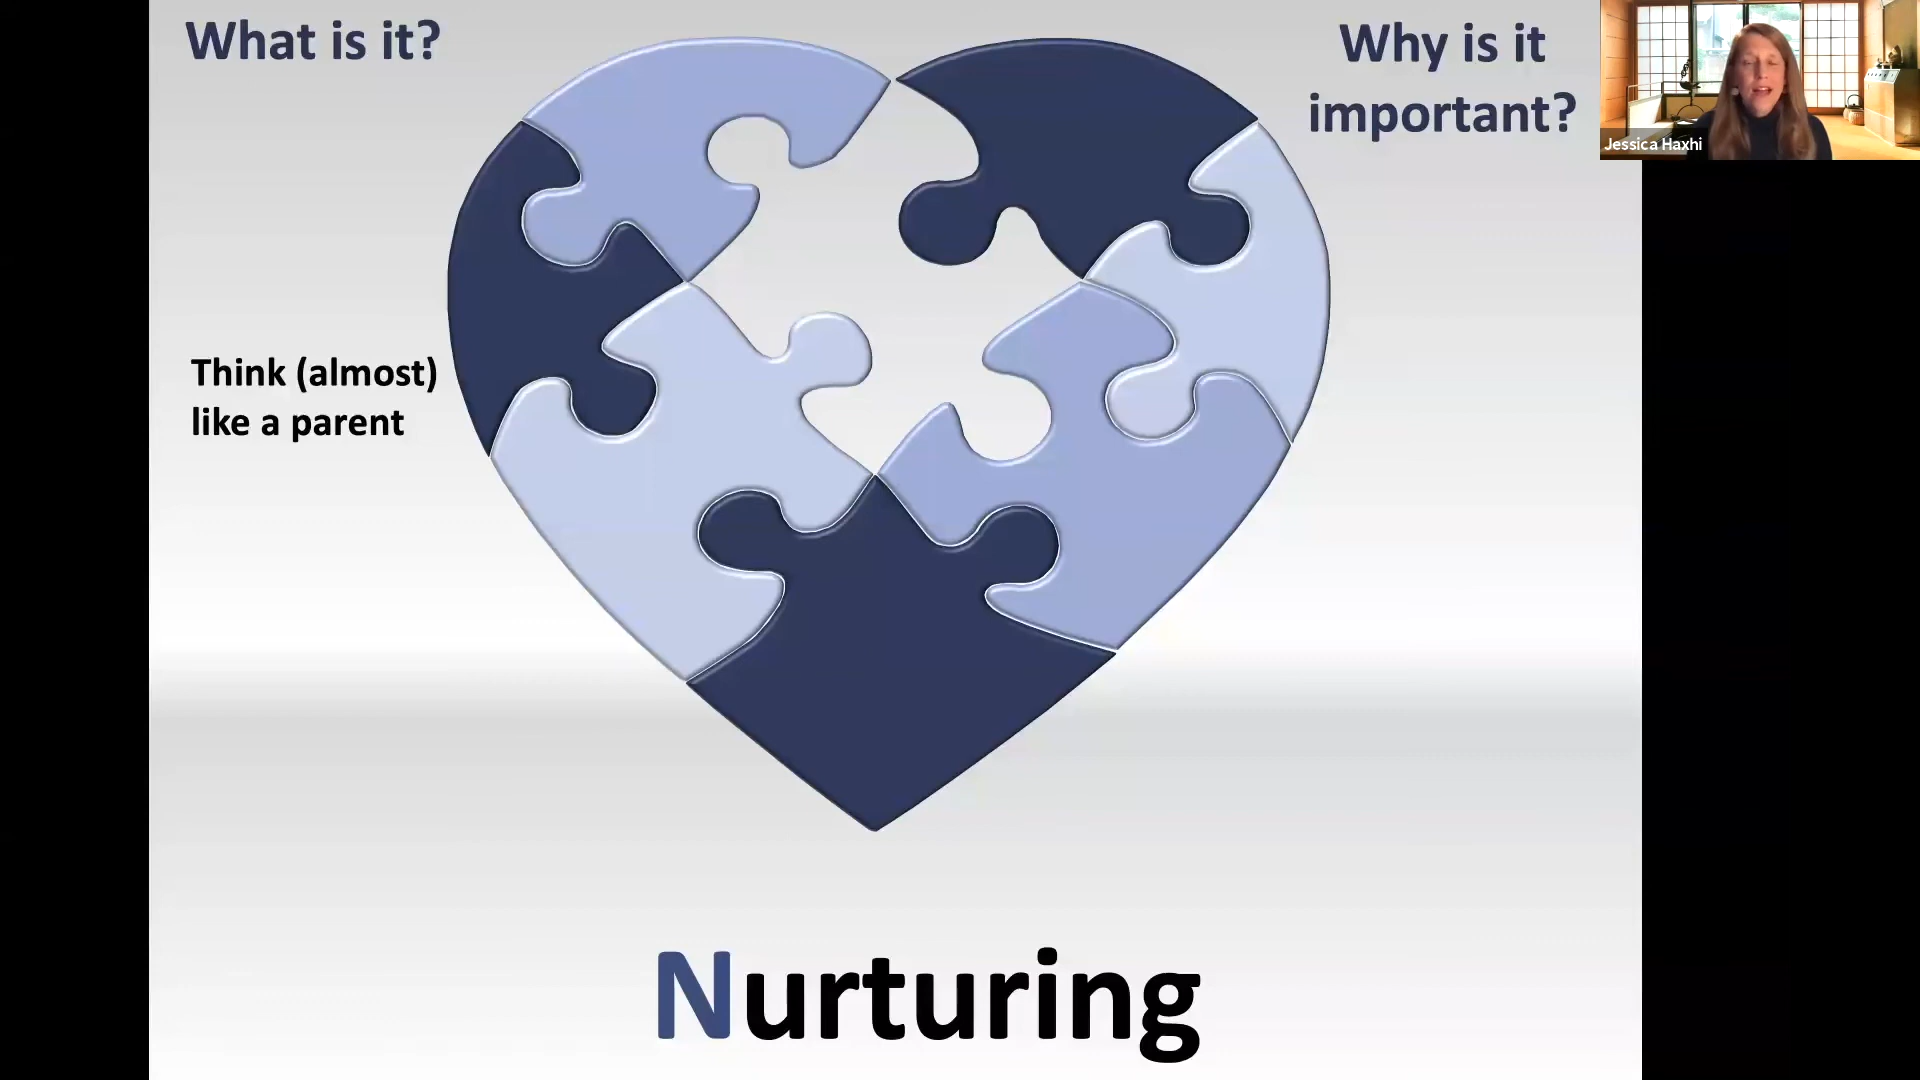 What is it?
Why is it
important?
Jessica Haxhi
Think (almost)
like a parent
Nurturing